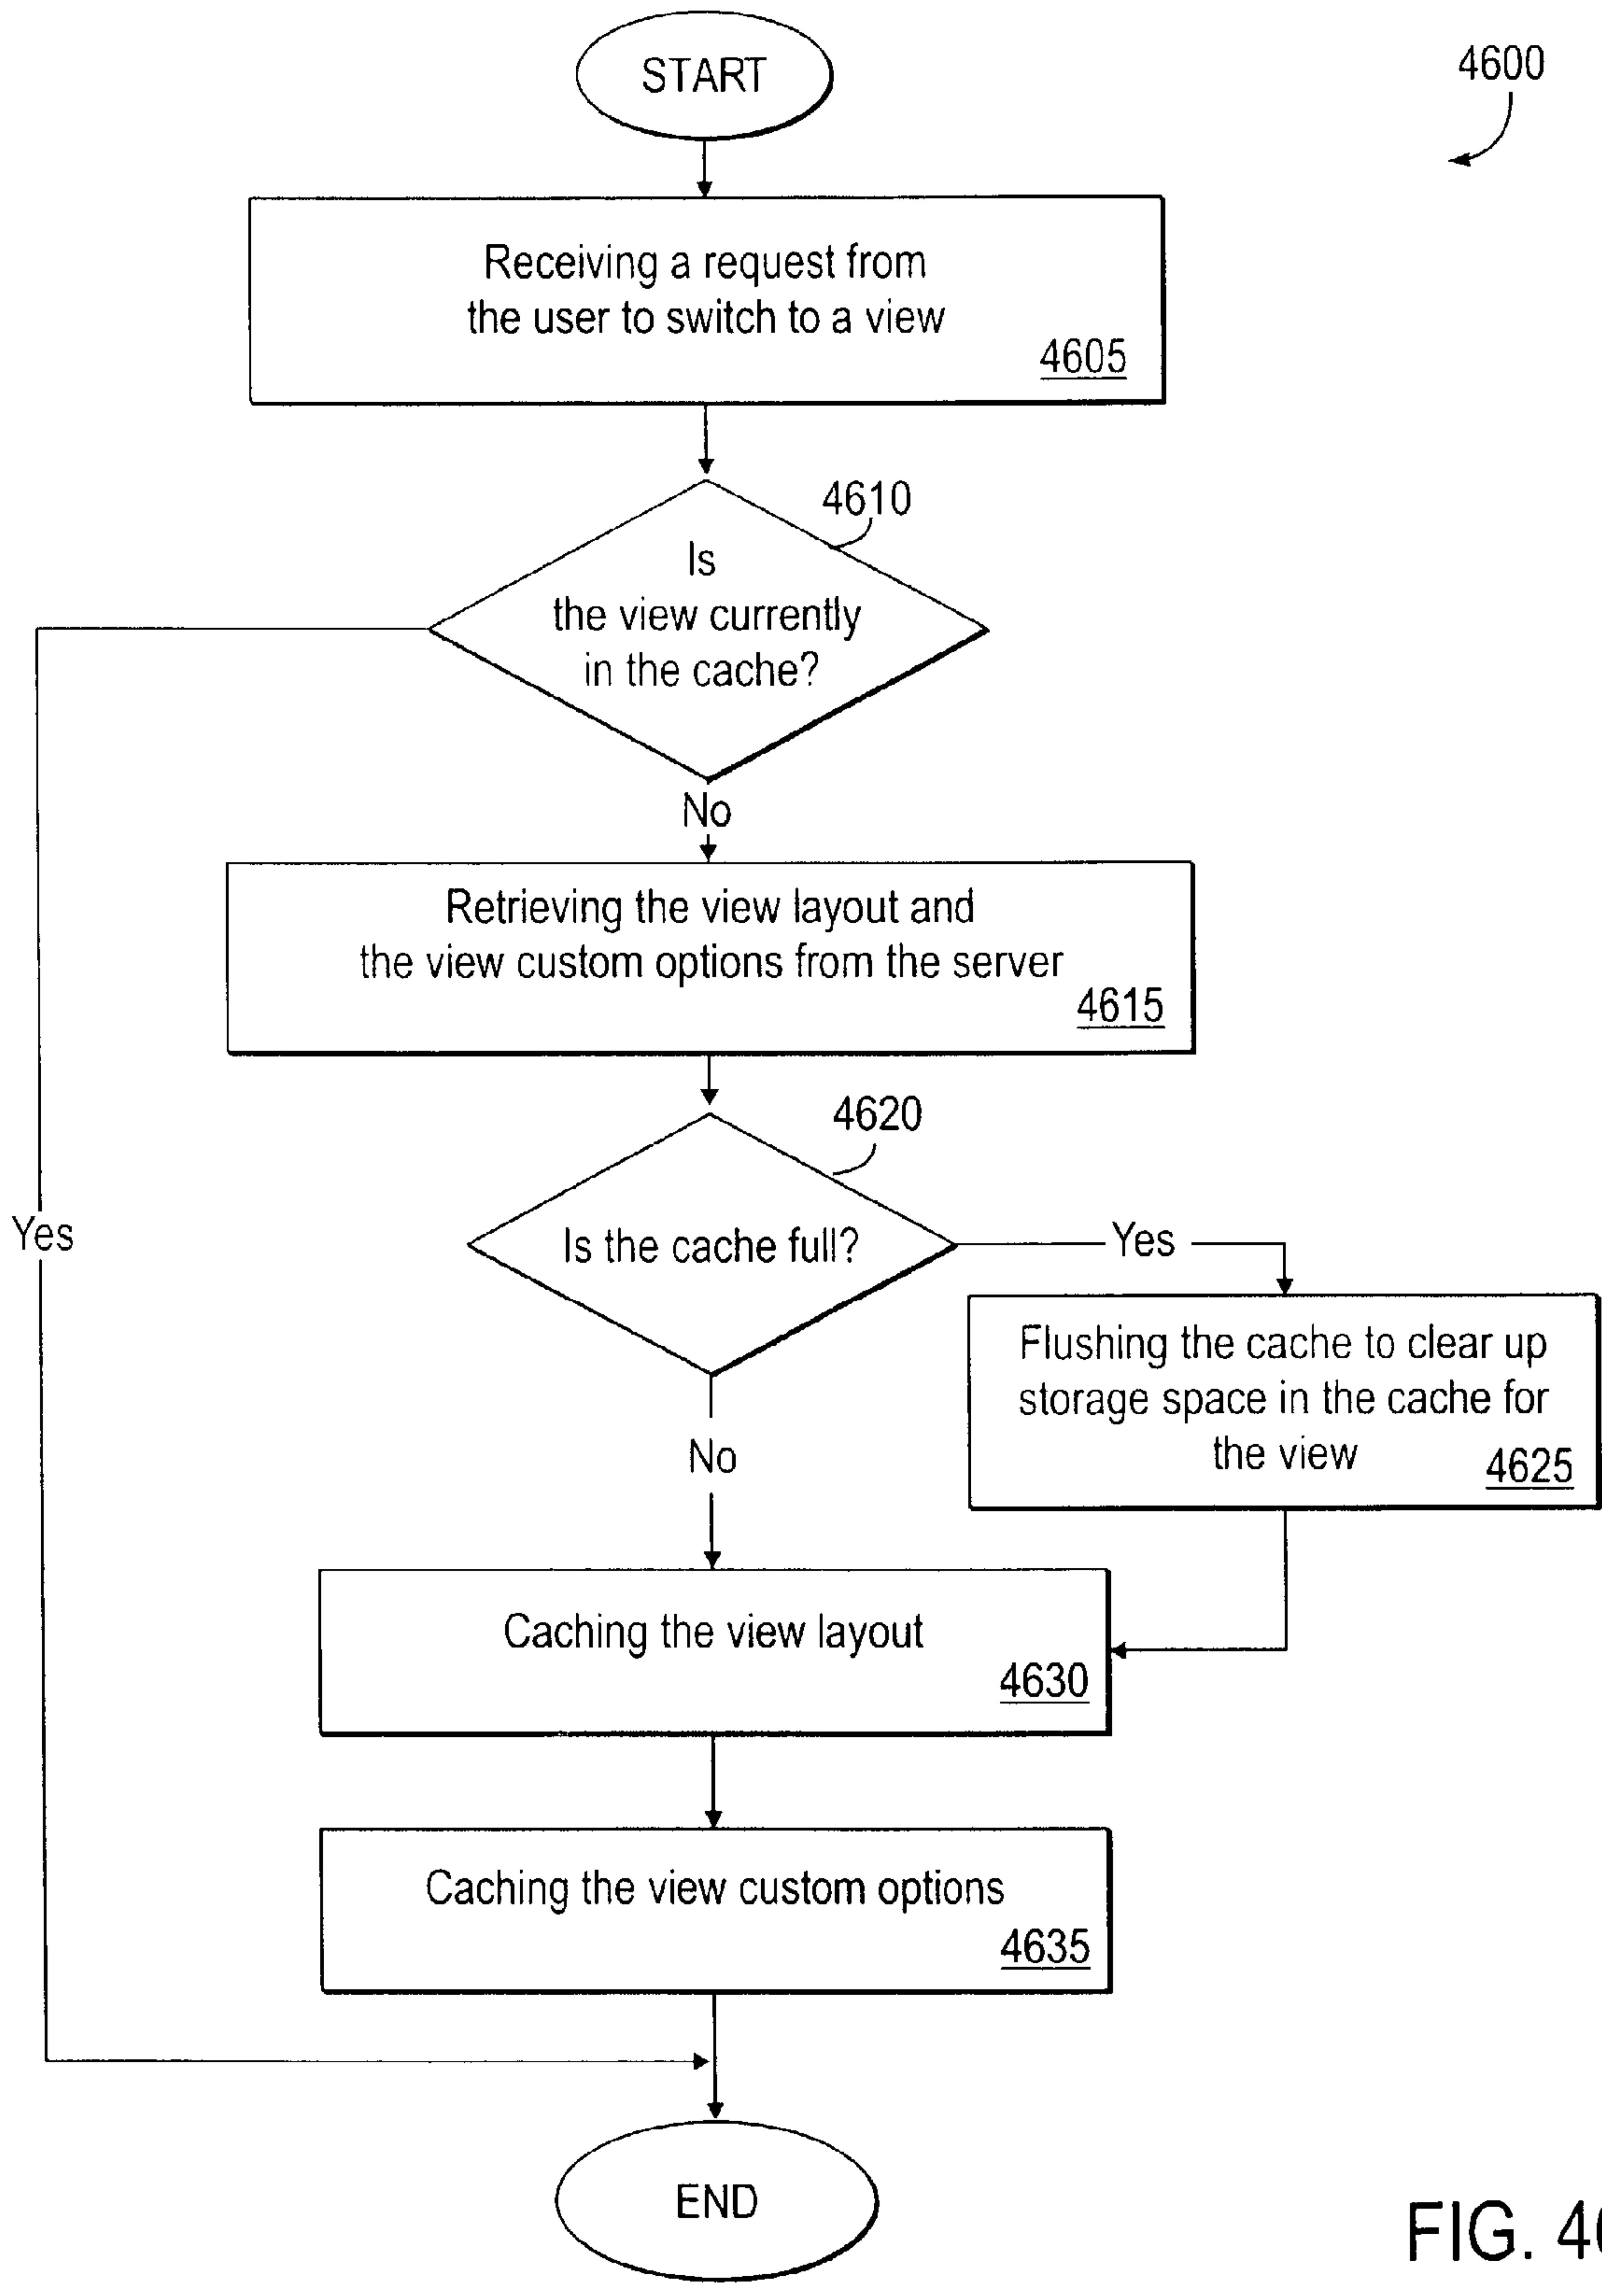 START
4600
Receiving a request from
the user to switch to a view
4605
4610
Is
the view currently
in the cache?
No
Retrieving the view layout and
the view custom options from the server
4615
4620
Yes
Is the cache full?
Yes
Flushing the cache to clear up
storage space in the cache for
the view
4625
No
Caching the view layout
4630
Caching the view custom options
4635
END
FIG. 46